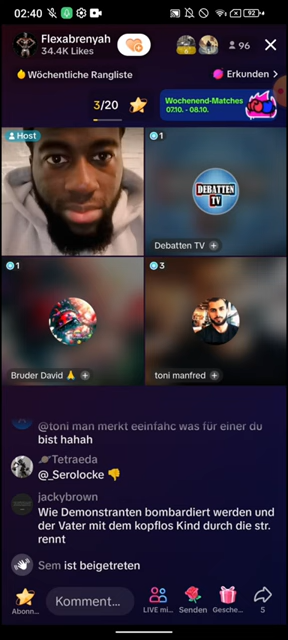 02:40
92
Flexabrenyah
34.4K Likes
96
Wöchentliche Rangliste
Erkunden >
3/20
Wochenend-Matches
07.10. - 08.10.
Host
1
DEBATTEN
TV
Debatten TV
1
3
Bruder David
toni manfred
@toni man merkt eeinfahc was für einer du
bist hahah
Tetraeda
@_Serolocke
jackybrown
Wie Demonstranten bombardiert werden und
der Vater mit dem kopflos Kind durch die str.
rennt
Sem ist beigetreten
Komment...
Abonn...
LIVE mi...
Senden
Gesche...
5